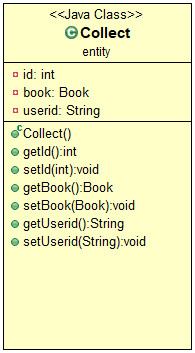 <<Java Class>>
C Collect
entity
id: int
book: Book
userid: String
C Collect()
getId():int
setId(int):void
getBook():Book
setBook(Book):void
getUserid():String
setUserid(String):void